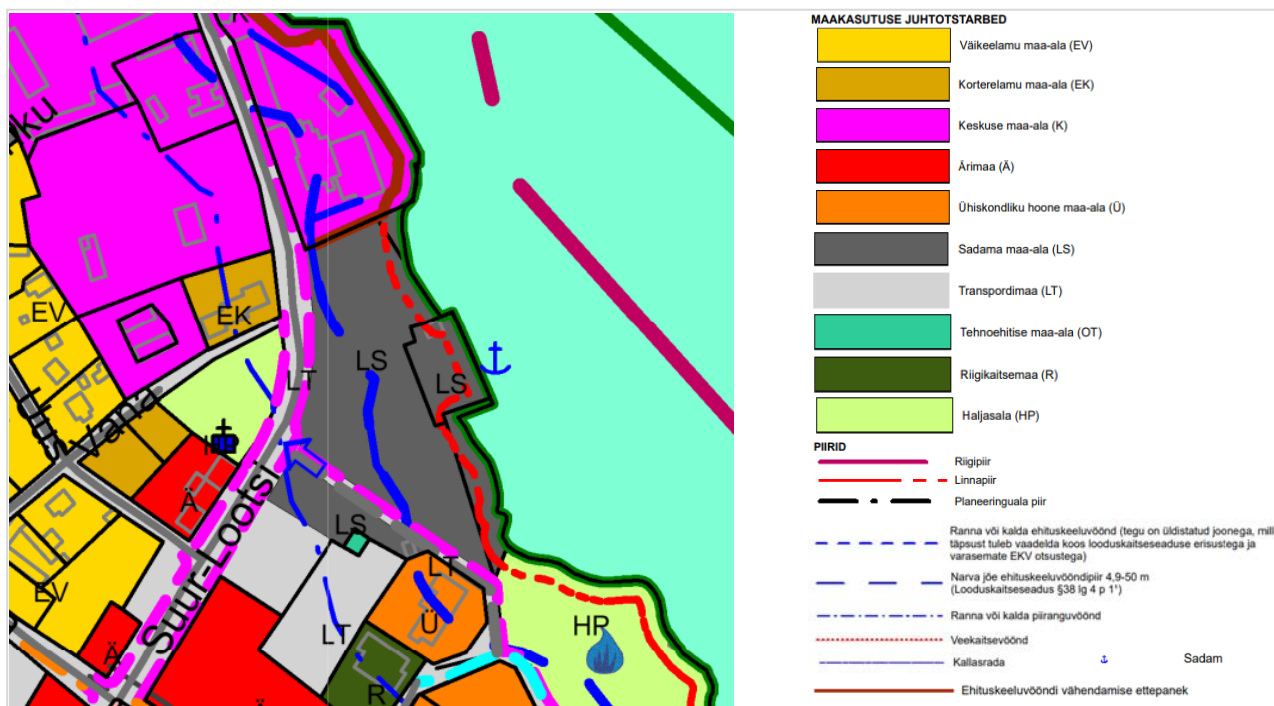 K
ku
EV
EK
LS
LT
LS
Vana
HP
Ä
Suur-Lootsi
LS
LT
EV
Ü
HP
LT
Ä
R
MAAKASUTUSE JUHTOTSTARBED
Väikeelamu maa-ala (EV)
Korterelamu maa-ala (EK)
Keskuse maa-ala (K)
Ärimaa (Ä)
Ühiskondliku hoone maa-ala (Ü)
Sadama maa-ala (LS)
Transpordimaa (LT)
Tehnoehitise maa-ala (OT)
Riigikaitsemaa (R)
Haljasala (HP)
PIIRID
Riigipiir
Linnapiir
Planeeringuala piir
Ranna või kalda ehituskeeluvöönd (tegu on üldistatud joonega, mill
täpsust tuleb vaadelda koos looduskaitseseaduse erisustega ja
varasemate EKV otsustega)
Narva jõe ehituskeeluvööndipiir 4,9-50 m
(Looduskaitseseadus §38 lg 4 p 1¹)
Ranna või kalda piiranguvöönd
Veekaitsevöönd
Kallasrada
Sadam
Ehituskeeluvööndi vähendamise ettepanek